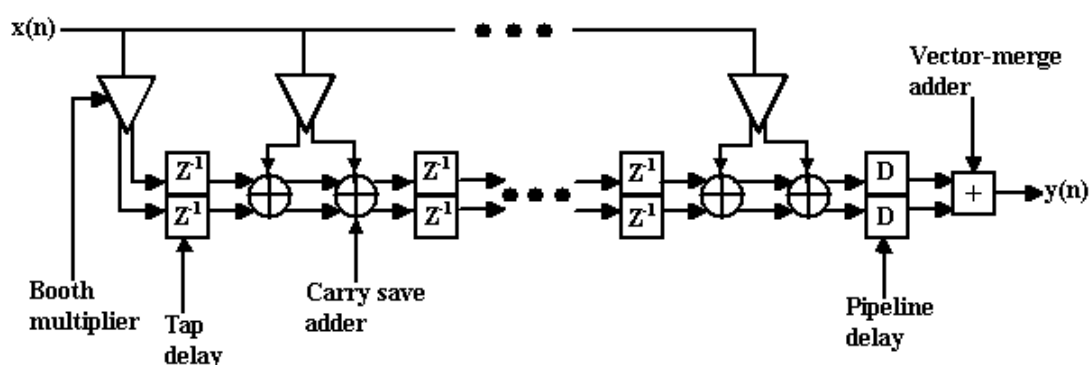 x(n)
Vector-merge
adder
Z⁻¹
Z⁻¹
Z⁻¹
Z⁻¹
Z⁻¹
Z⁻¹
D
D
+
y(n)
Booth
multiplier
Tap
delay
Carry save
adder
Pipeline
delay